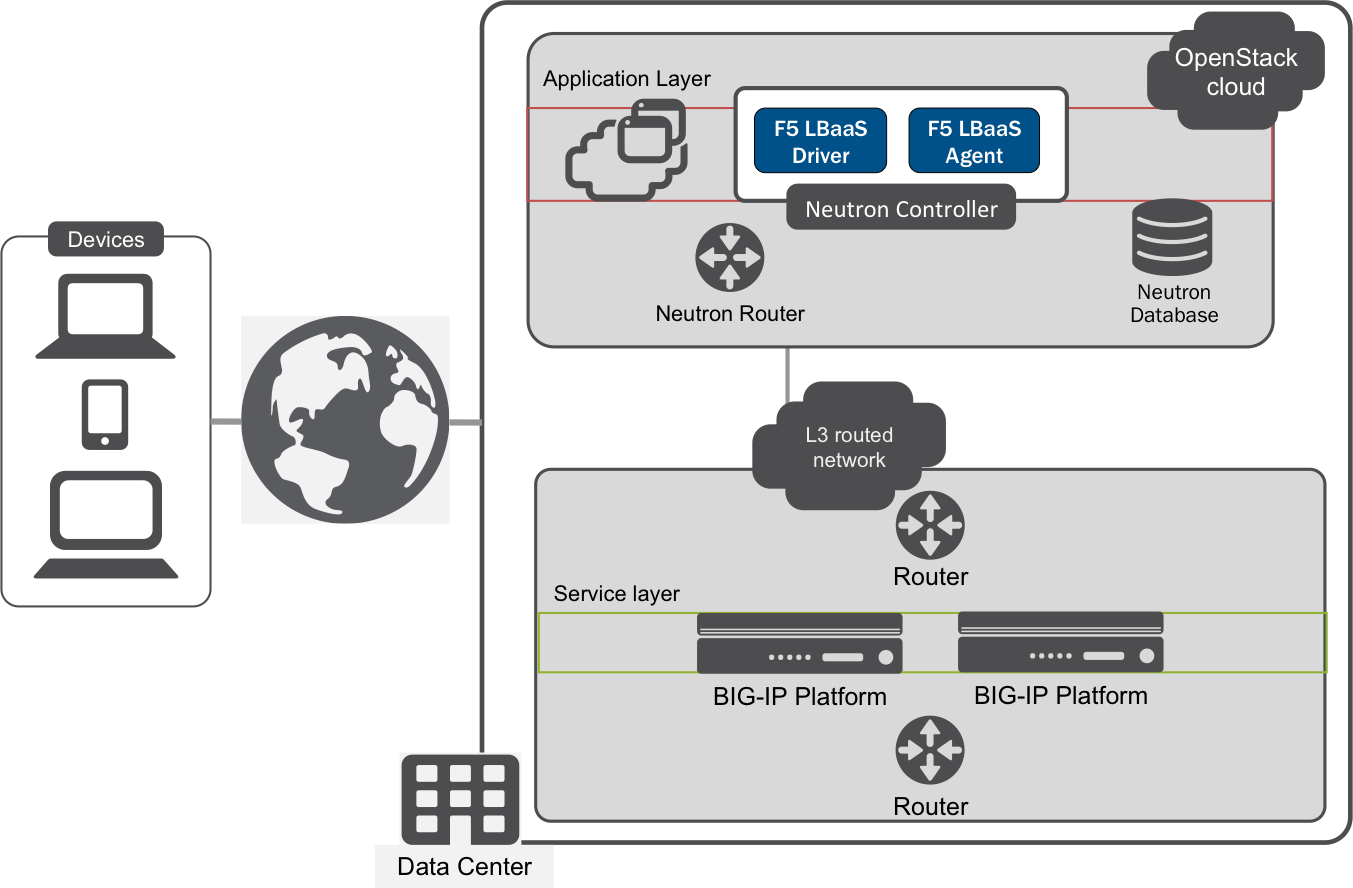 OpenStack
cloud
Application Layer
F5 LBaaS
Driver
F5 LBaaS
Agent
Neutron Controller
Devices
Neutron
Database
Neutron Router
L3 routed
network
Router
Service layer
BIG-IP Platform
BIG-IP Platform
Router
Data Center